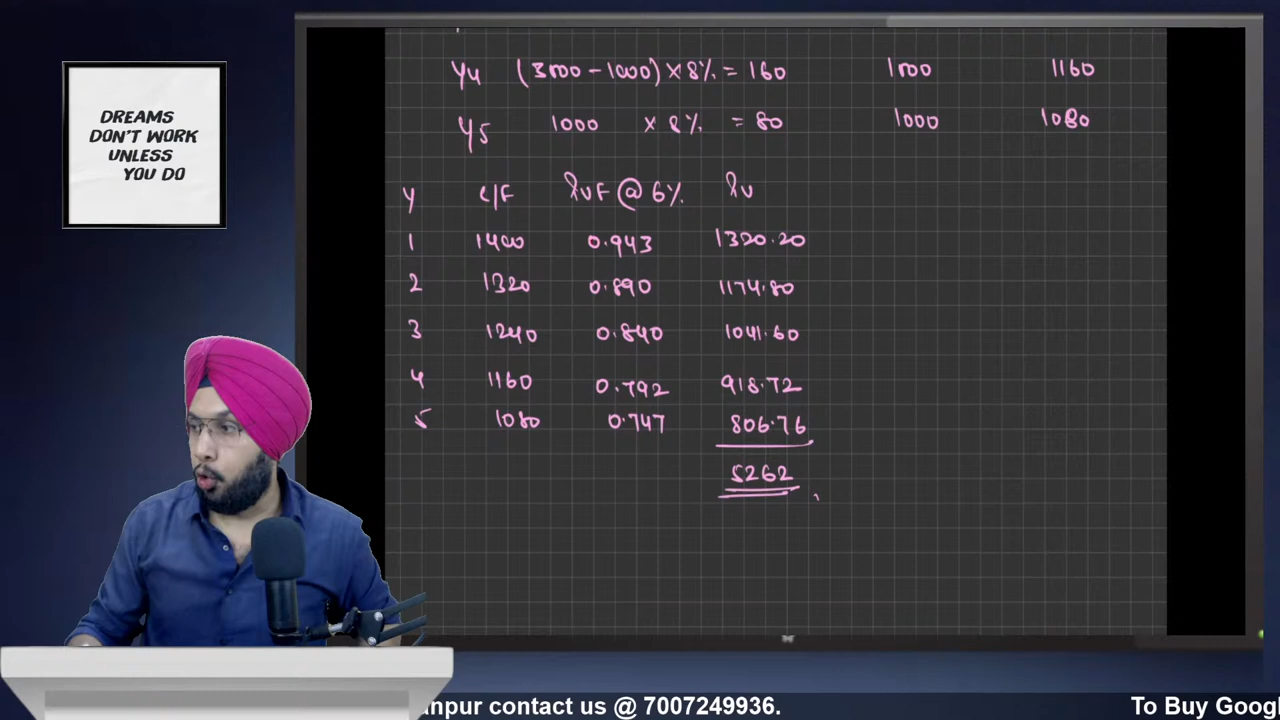 DREAMS
DON'T WORK
UNLESS
YOU DO
Y4 (3000-1000) × 8% = 160 1000 1160
Y5 1000 × 8% = 80 1000 1080
Y C/F PVF @ 6% PV
1 1400 0.943 1320.20
2 1320 0.890 1174.80
3 1240 0.840 1041.60
4 1160 0.792 918.72
5 1080 0.747 806.76
5262
npur contact us @ 7007249936. To Buy Googl